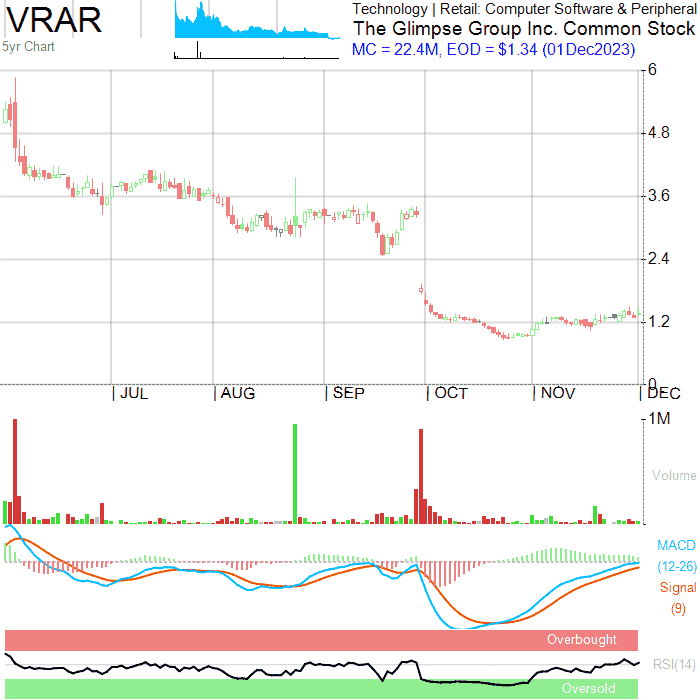 VRAR
5yr Chart
Technology | Retail: Computer Software & Peripheral
The Glimpse Group Inc. Common Stock
MC = 22.4M, EOD = $1.34 (01Dec2023)
6
4.8
3.6
2.4
1.2
0
JUL AUG SEP OCT NOV DEC
1M
Volume
MACD
(12-26)
Signal
(9)
Overbought
RSI(14)
Oversold